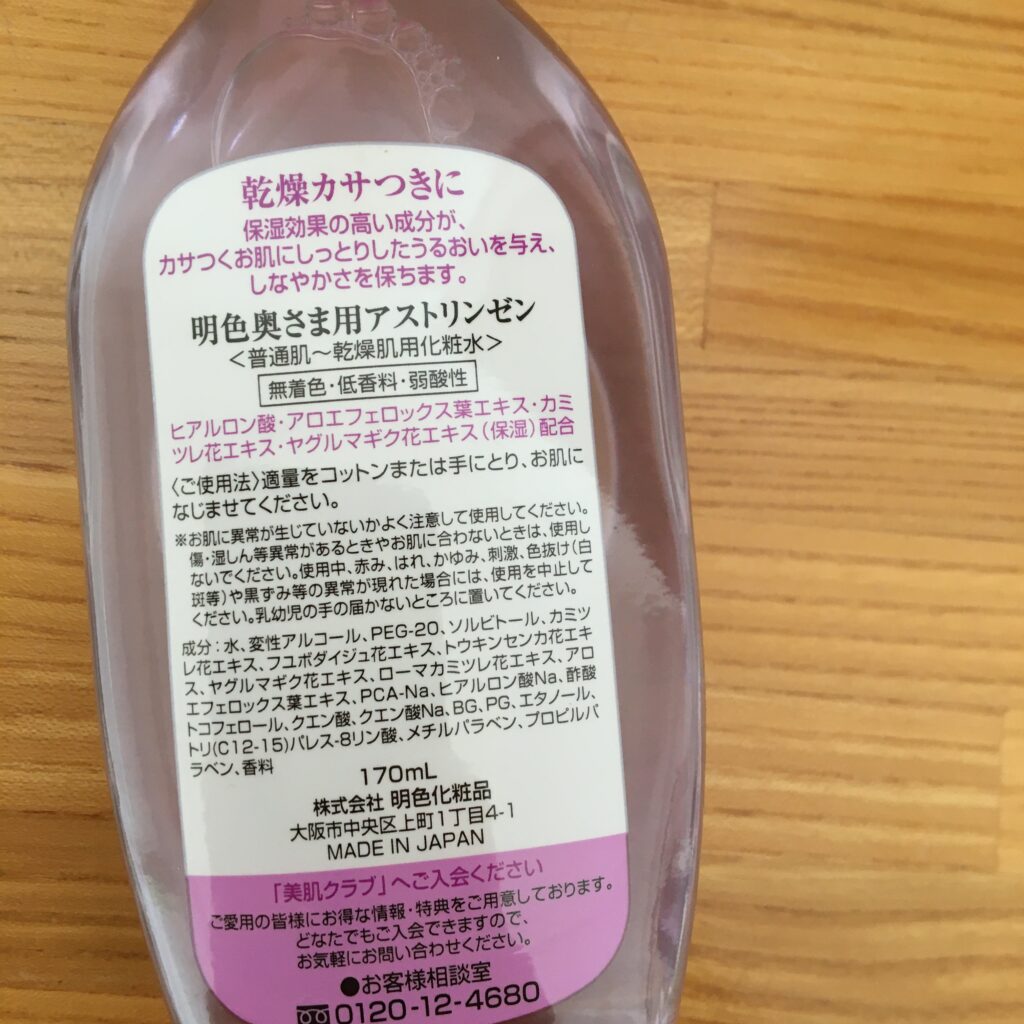 乾燥カサつきに
保湿効果の高い成分が、
カサつくお肌にしっとりしたうるおいを与え、
しなやかさを保ちます。
明色奥さま用アストリンゼン
<普通肌～乾燥肌用化粧水>
無着色・低香料・弱酸性
ヒアルロン酸・アロエフェロックス葉エキス・カミ
ツレ花エキス・ヤグルマギク花エキス(保湿)配合
〈ご使用法〉適量をコットンまたは手にとり、お肌に
なじませてください。
※お肌に異常が生じていないかよく注意して使用してください。
傷・湿しん等異常があるときやお肌に合わないときは、使用し
ないでください。使用中、赤み、はれ、かゆみ、刺激、色抜け(白
斑等)や黒ずみ等の異常が現れた場合には、使用を中止して
ください。乳幼児の手の届かないところに置いてください。
成分:水、変性アルコール、PEG-20、ソルビトール、カミツ
レ花エキス、フユボダイジュ花エキス、トウキンセンカ花エキ
ス、ヤグルマギク花エキス、ローマカミツレ花エキス、アロ
エフェロックス葉エキス、PCA-Na、ヒアルロン酸Na、酢酸
トコフェロール、クエン酸、クエン酸Na、BG、PG、エタノール、
トリ(C12-15)パレス-8リン酸、メチルパラベン、プロピルパ
ラベン、香料
170mL
株式会社 明色化粧品
大阪市中央区上町1丁目4-1
MADE IN JAPAN
「美肌クラブ」へご入会ください
ご愛用の皆様にお得な情報・特典をご用意しております。
どなたでもご入会できますので、
お気軽にお問い合わせください。
●お客様相談室
0120-12-4680